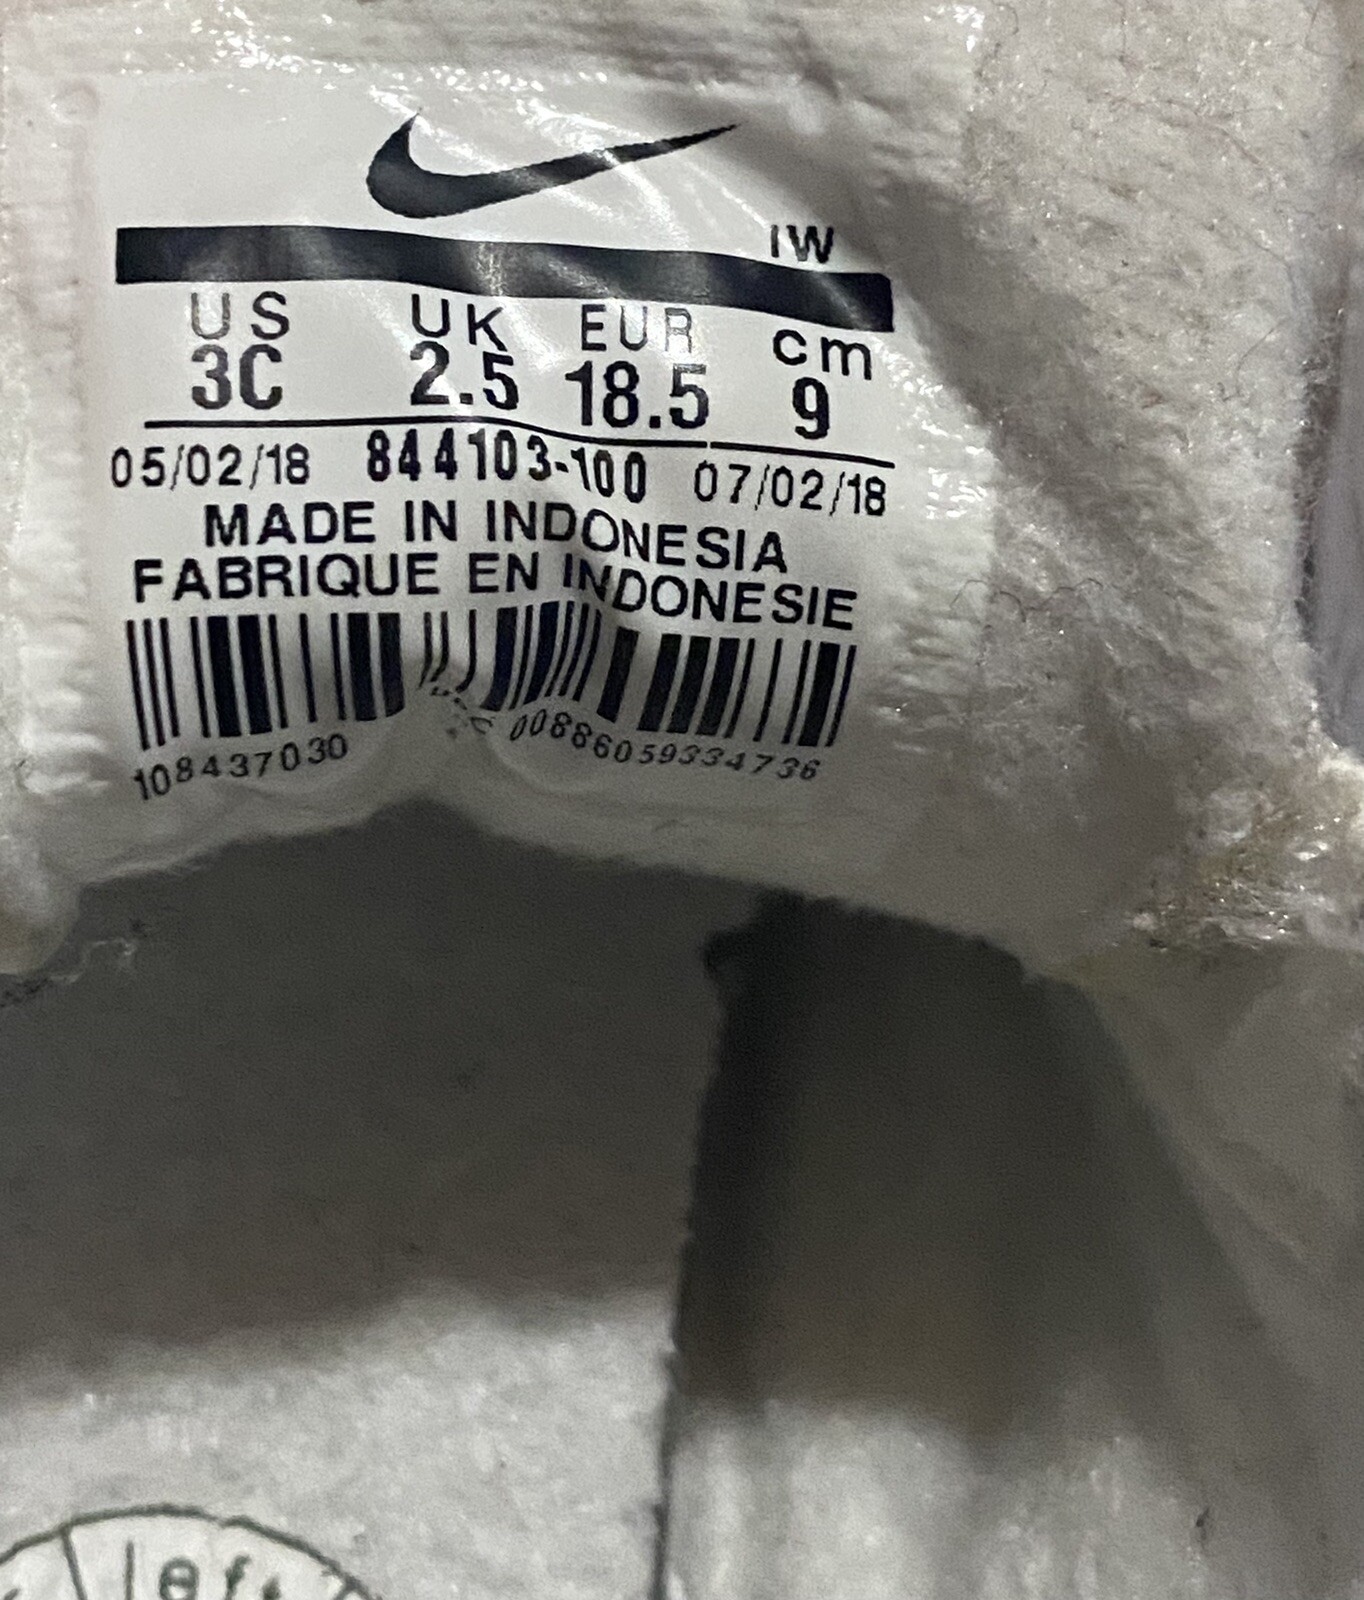 IW
US UK EUR cm
3C 2.5 18.5 9
05/02/18 844103-100 07/02/18
MADE IN INDONESIA
FABRIQUE EN INDONESIE
108437030 00886059334736
left